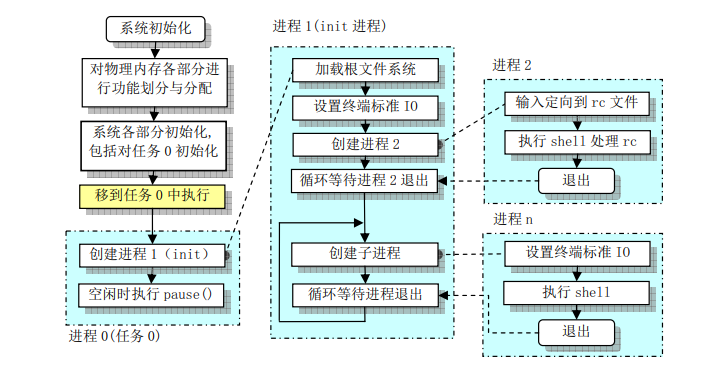 系统初始化
对物理内存各部分进
行功能划分与分配
系统各部分初始化,
包括对任务 0 初始化
移到任务 0 中执行
创建进程 1（init）
空闲时执行 pause()
进程 0(任务 0)
进程 1(init 进程)
加载根文件系统
设置终端标准 IO
创建进程 2
循环等待进程 2 退出
创建子进程
循环等待进程退出
进程 2
输入定向到 rc 文件
执行 shell 处理 rc
退出
进程 n
设置终端标准 IO
执行 shell
退出